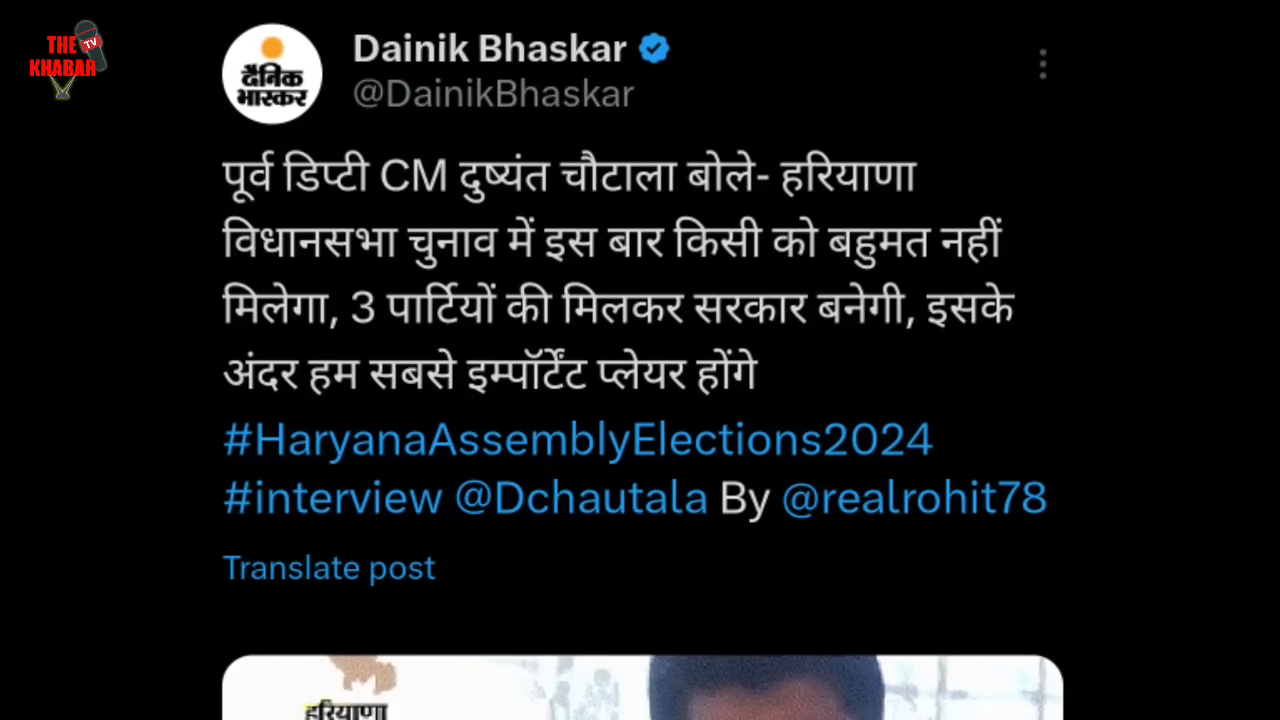 THE
TV
KHABAR
दैनिक
भास्कर
Dainik Bhaskar
@DainikBhaskar
पूर्व डिप्टी CM दुष्यंत चौटाला बोले- हरियाणा
विधानसभा चुनाव में इस बार किसी को बहुमत नहीं
मिलेगा, 3 पार्टियों की मिलकर सरकार बनेगी, इसके
अंदर हम सबसे इम्पॉर्टेंट प्लेयर होंगे
#HaryanaAssemblyElections2024
#interview @Dchautala By @realrohit78
Translate post
हरियाणा